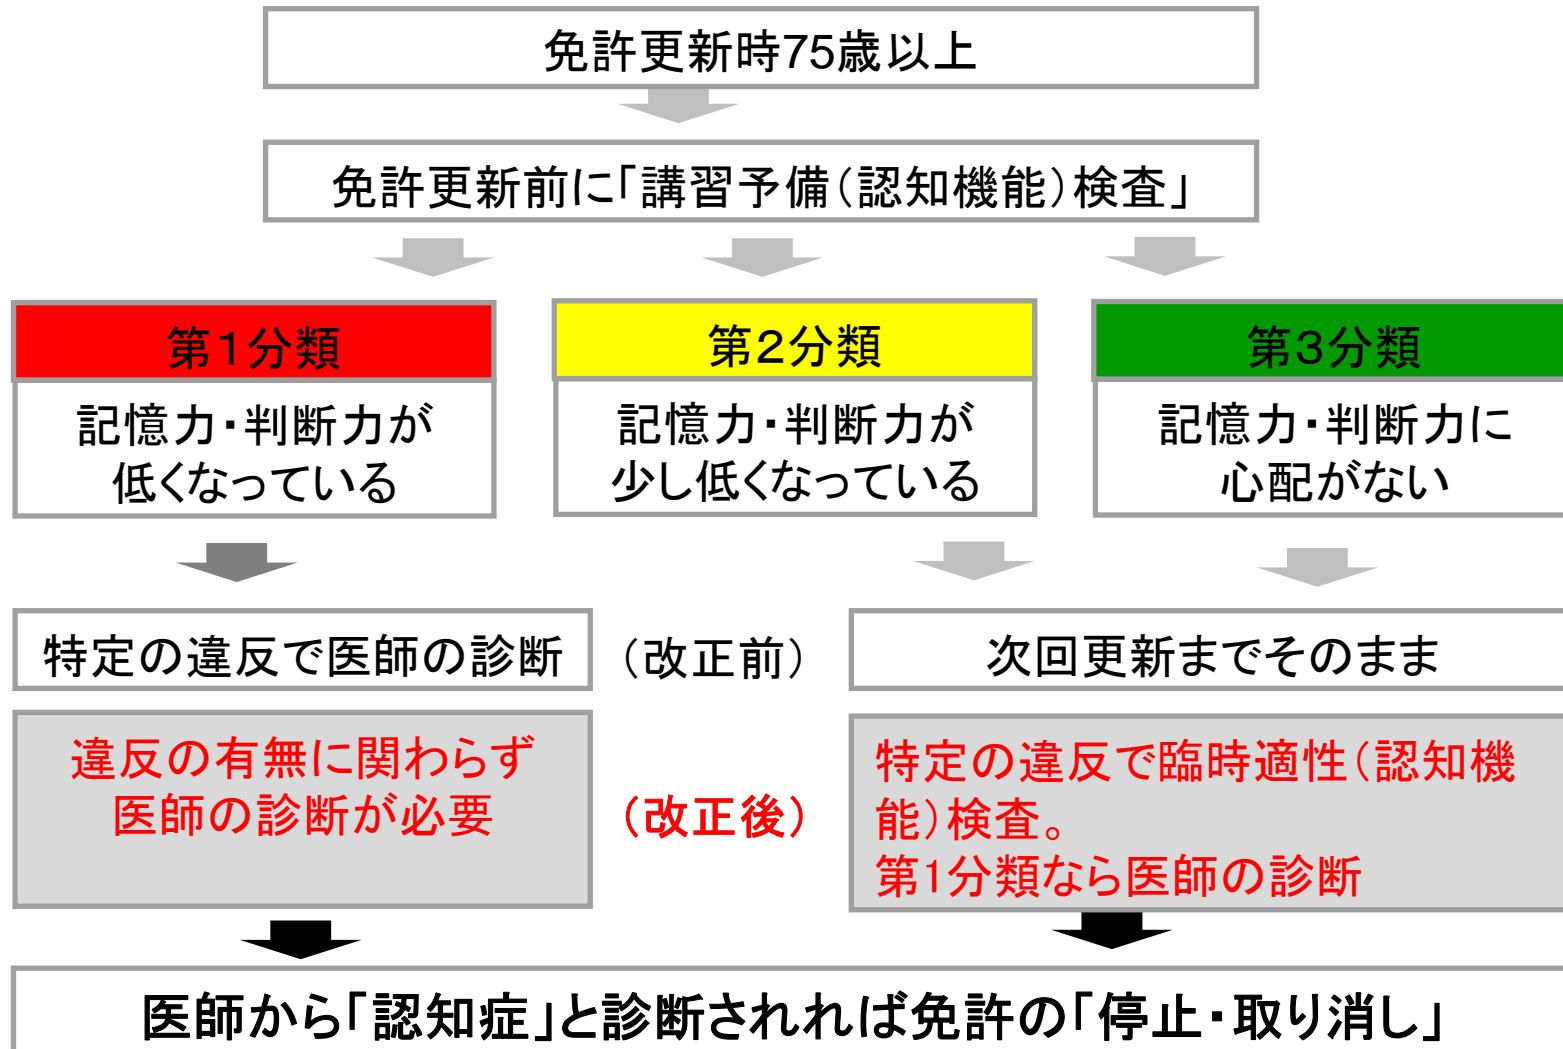 免許更新時75歳以上
免許更新前に「講習予備（認知機能）検査」
第１分類
記憶力・判断力が
低くなっている
第２分類
記憶力・判断力が
少し低くなっている
第３分類
記憶力・判断力に
心配がない
特定の違反で医師の診断
（改正前）
次回更新までそのまま
違反の有無に関わらず
医師の診断が必要
（改正後）
特定の違反で臨時適性（認知機
能）検査。
第1分類なら医師の診断
医師から「認知症」と診断されれば免許の「停止・取り消し」